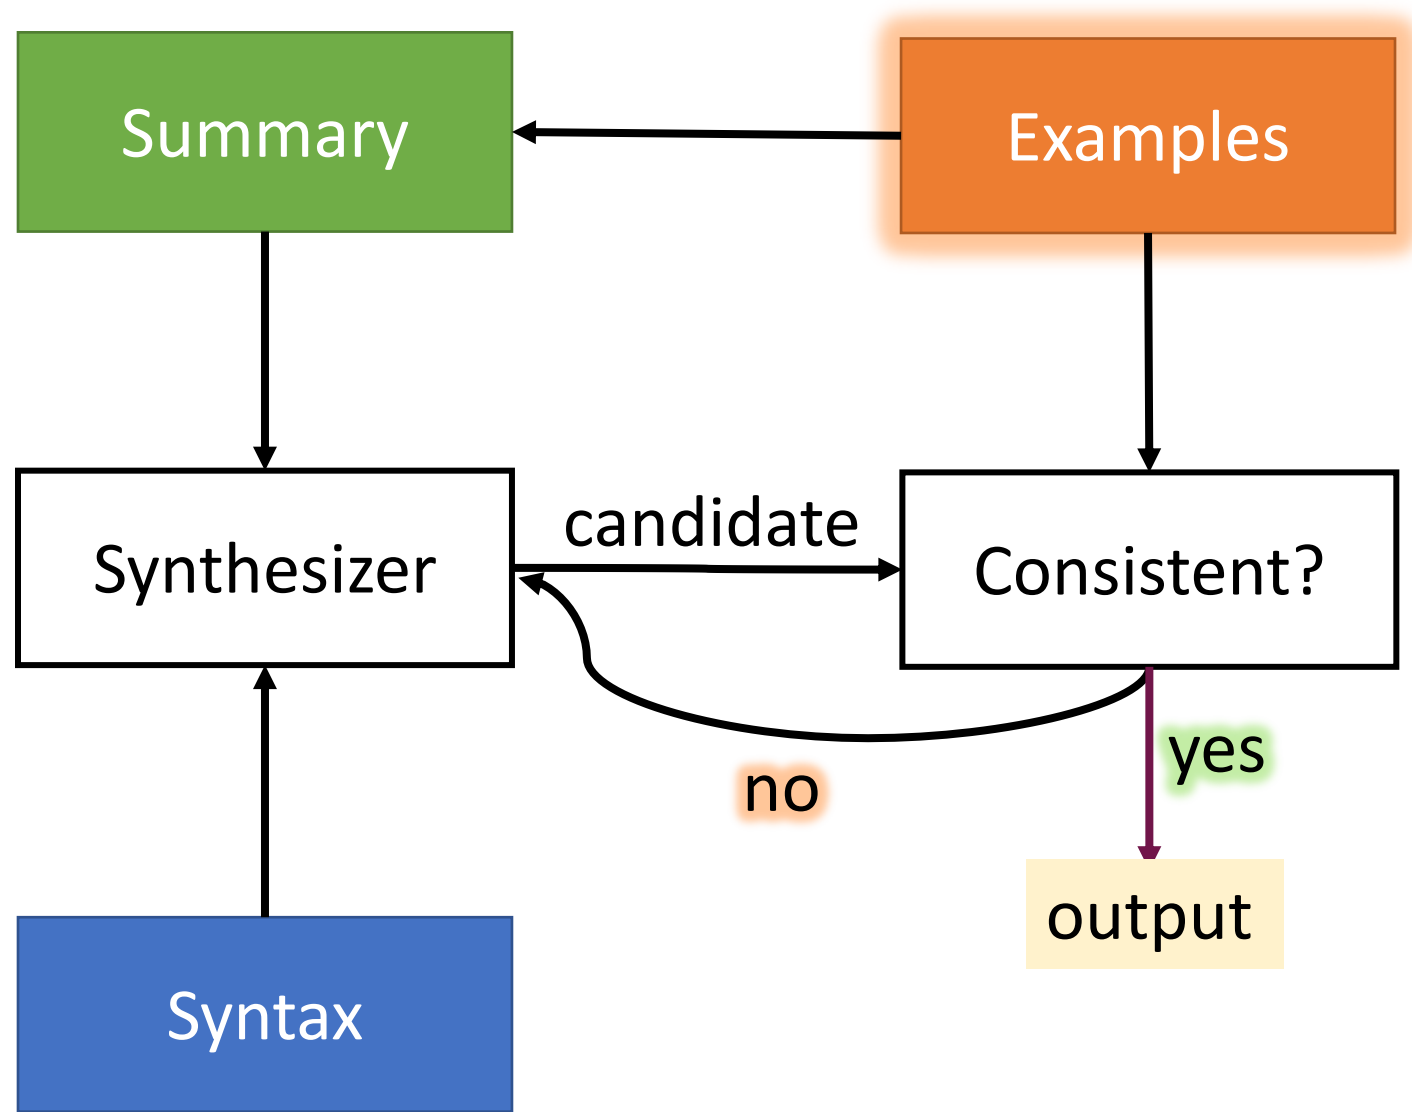 Summary
Examples
Synthesizer
candidate
Consistent?
no
yes
output
Syntax